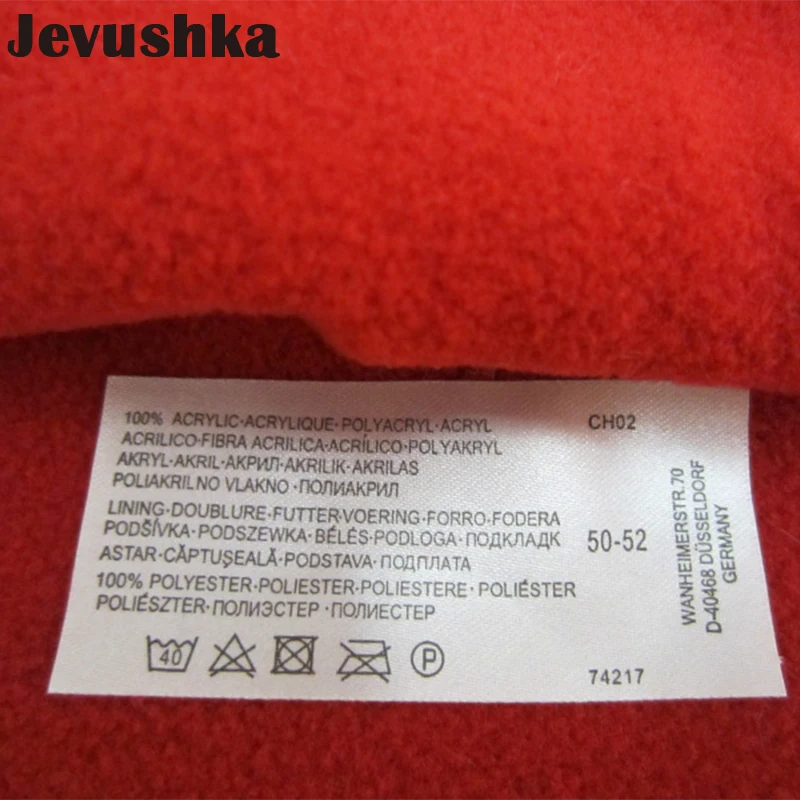 Jevushka
100% ACRYLIC·ACRYLIQUE·POLYACRYL·ACRYL
ACRILICO·FIBRA ACRILICA·ACRÍLICO·POLYAKRYL
AKRYL·AKRIL·АКРИЛ·AKRILIK·AKRILAS
POLIAKRILNO VLAKNO·ПОЛИАКРИЛ
LINING·DOUBLURE·FUTTER·VOERING·FORRO·FODERA
PODŠÍVKA·PODSZEWKA·BÉLÉS·PODLOGA·ПОДКЛАДК
ASTAR·CĂPTUŞEALĂ·PODSTAVA·ПОДПЛАТА
100% POLYESTER·POLIESTER·POLIESTERE·POLIÉSTER
POLIÉSZTER·ПОЛИЭСТЕР·ПОЛИЕСТЕР
40
P
CH02
50-52
74217
WANHEIMERSTR.70
D-40468 DÜSSELDORF
GERMANY